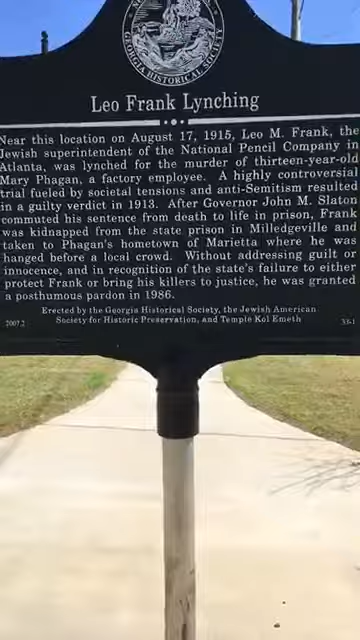 GEORGIA HISTORICAL SOCIETY
Leo Frank Lynching
Near this location on August 17, 1915, Leo M. Frank, the
Jewish superintendent of the National Pencil Company in
Atlanta, was lynched for the murder of thirteen-year-old
Mary Phagan, a factory employee. A highly controversial
trial fueled by societal tensions and anti-Semitism resulted
in a guilty verdict in 1913. After Governor John M. Slaton
commuted his sentence from death to life in prison, Frank
was kidnapped from the state prison in Milledgeville and
taken to Phagan's hometown of Marietta where he was
hanged before a local crowd. Without addressing guilt or
innocence, and in recognition of the state's failure to either
protect Frank or bring his killers to justice, he was granted
a posthumous pardon in 1986.
Erected by the Georgia Historical Society, the Jewish American
Society for Historic Preservation, and Temple Kol Emeth
2007.2 33-1